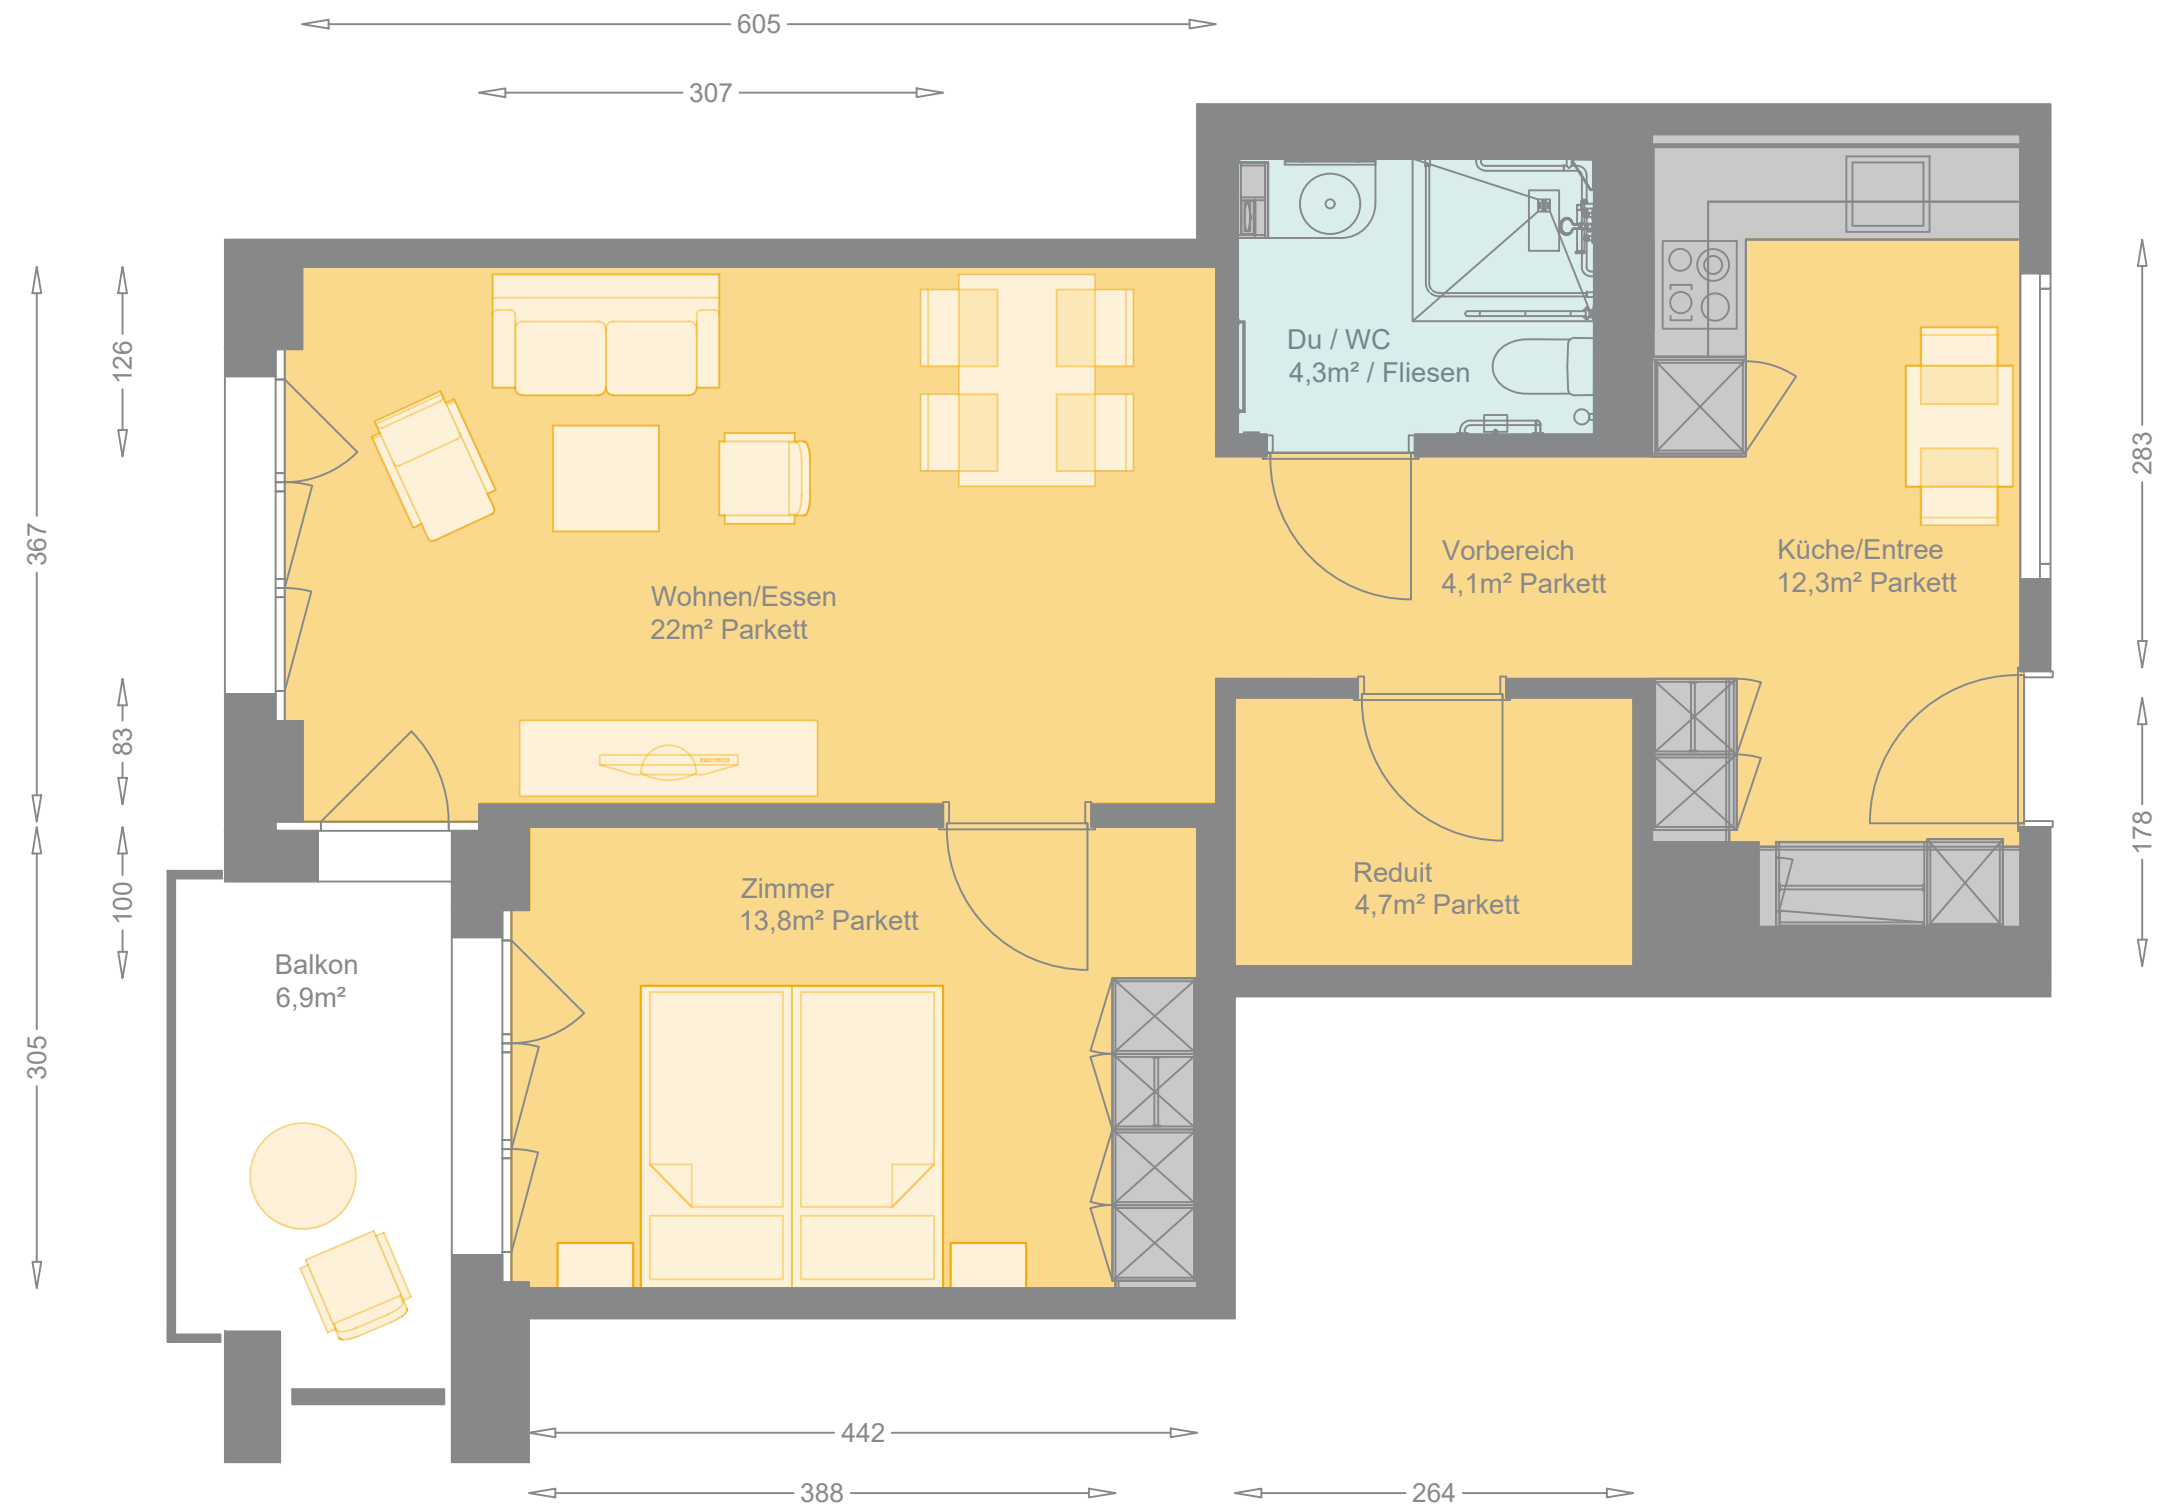 605
307
126
367
83
100
305
283
178
Du / WC
4,3m² / Fliesen
Vorbereich
4,1m² Parkett
Küche/Entree
12,3m² Parkett
Wohnen/Essen
22m² Parkett
Reduit
4,7m² Parkett
Zimmer
13,8m² Parkett
Balkon
6,9m²
442
388
264